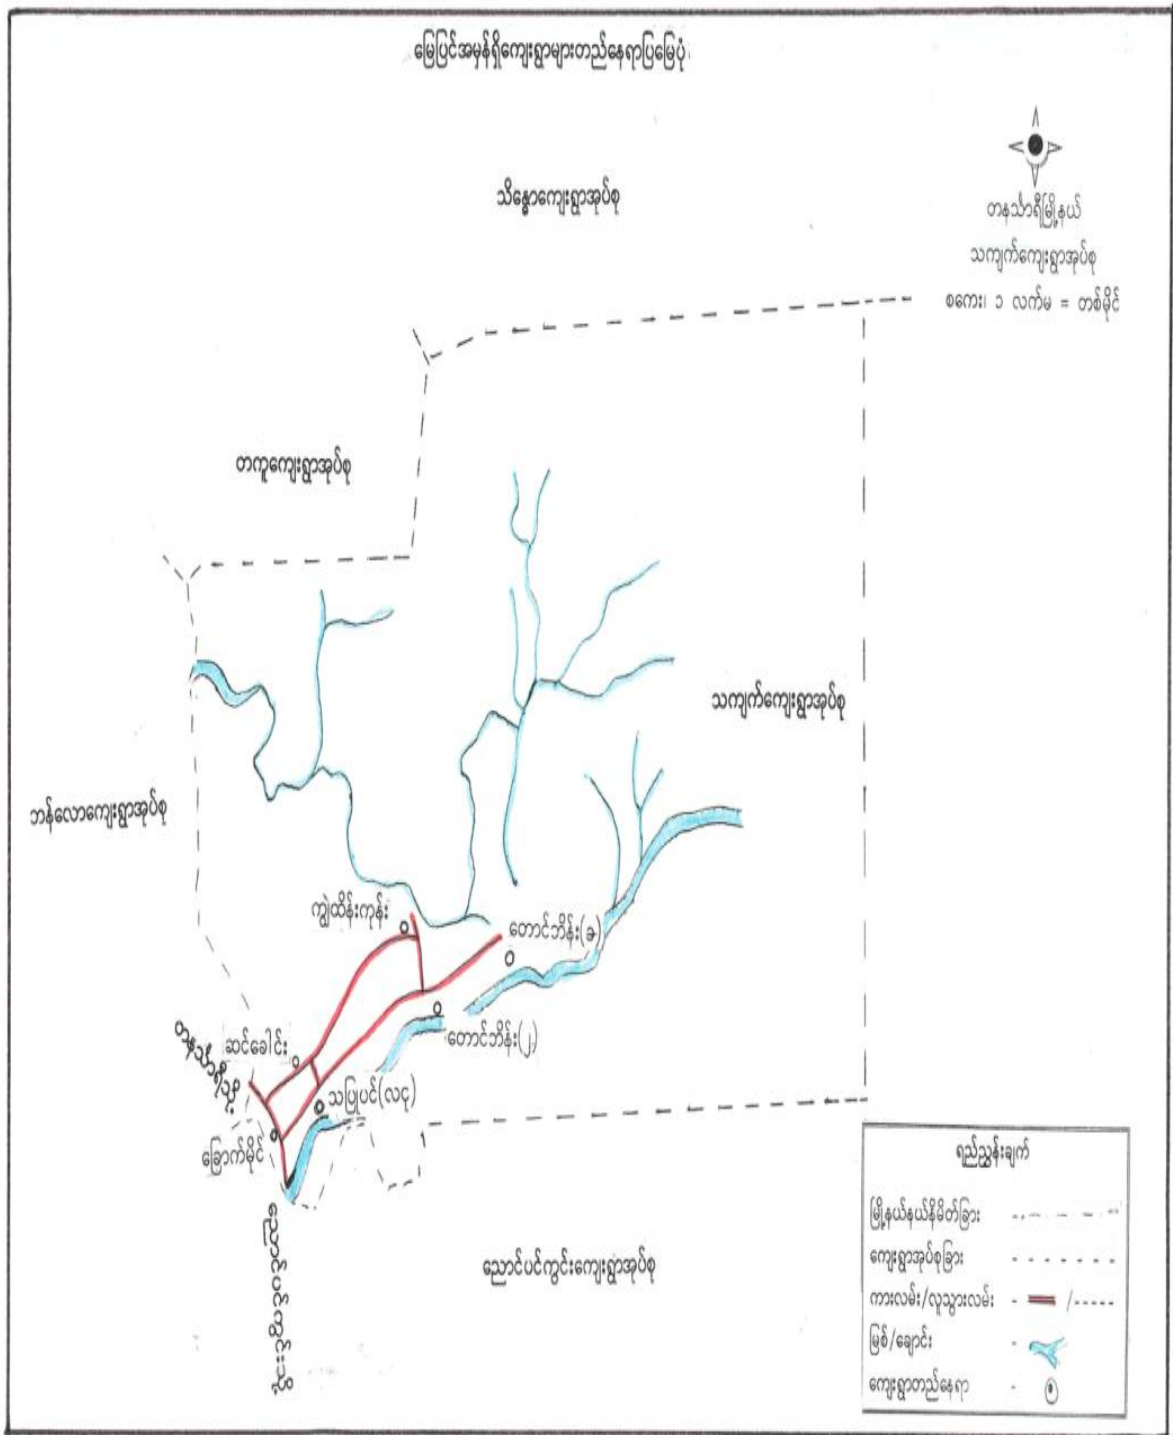 မြေပြင်အမှန်ရှိကျေးရွာများတည်နေရာပြမြေပုံ
သိန္ဓောကျေးရွာအုပ်စု
တနင်္သာရီမြို့နယ်
သကျက်ကျေးရွာအုပ်စု
စကေး၊ ၁ လက်မ = တစ်မိုင်
တကူကျေးရွာအုပ်စု
သကျက်ကျေးရွာအုပ်စု
ဘန်လောကျေးရွာအုပ်စု
ကျွဲထိန်းကုန်း
တောင်ဘိန်း(ခ)
တောင်ဘိန်း(၂)
ဆင်ခေါင်း
သပြုပင်(လငု)
ခြောက်မိုင်
ညောင်ပင်ကွင်းကျေးရွာအုပ်စု
ညောင်ပင်ကွင်းသို့
ရည်ညွှန်းချက်
မြို့နယ်နယ်နိမိတ်ခြား -
ကျေးရွာအုပ်စုခြား -
ကားလမ်း/လူသွားလမ်း - /
မြစ်/ချောင်း -
ကျေးရွာတည်နေရာ -